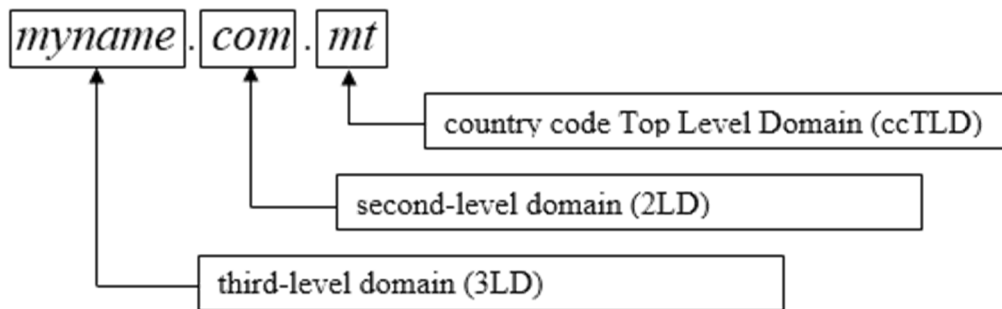 myname.com.mt
country code Top Level Domain (ccTLD)
second-level domain (2LD)
third-level domain (3LD)